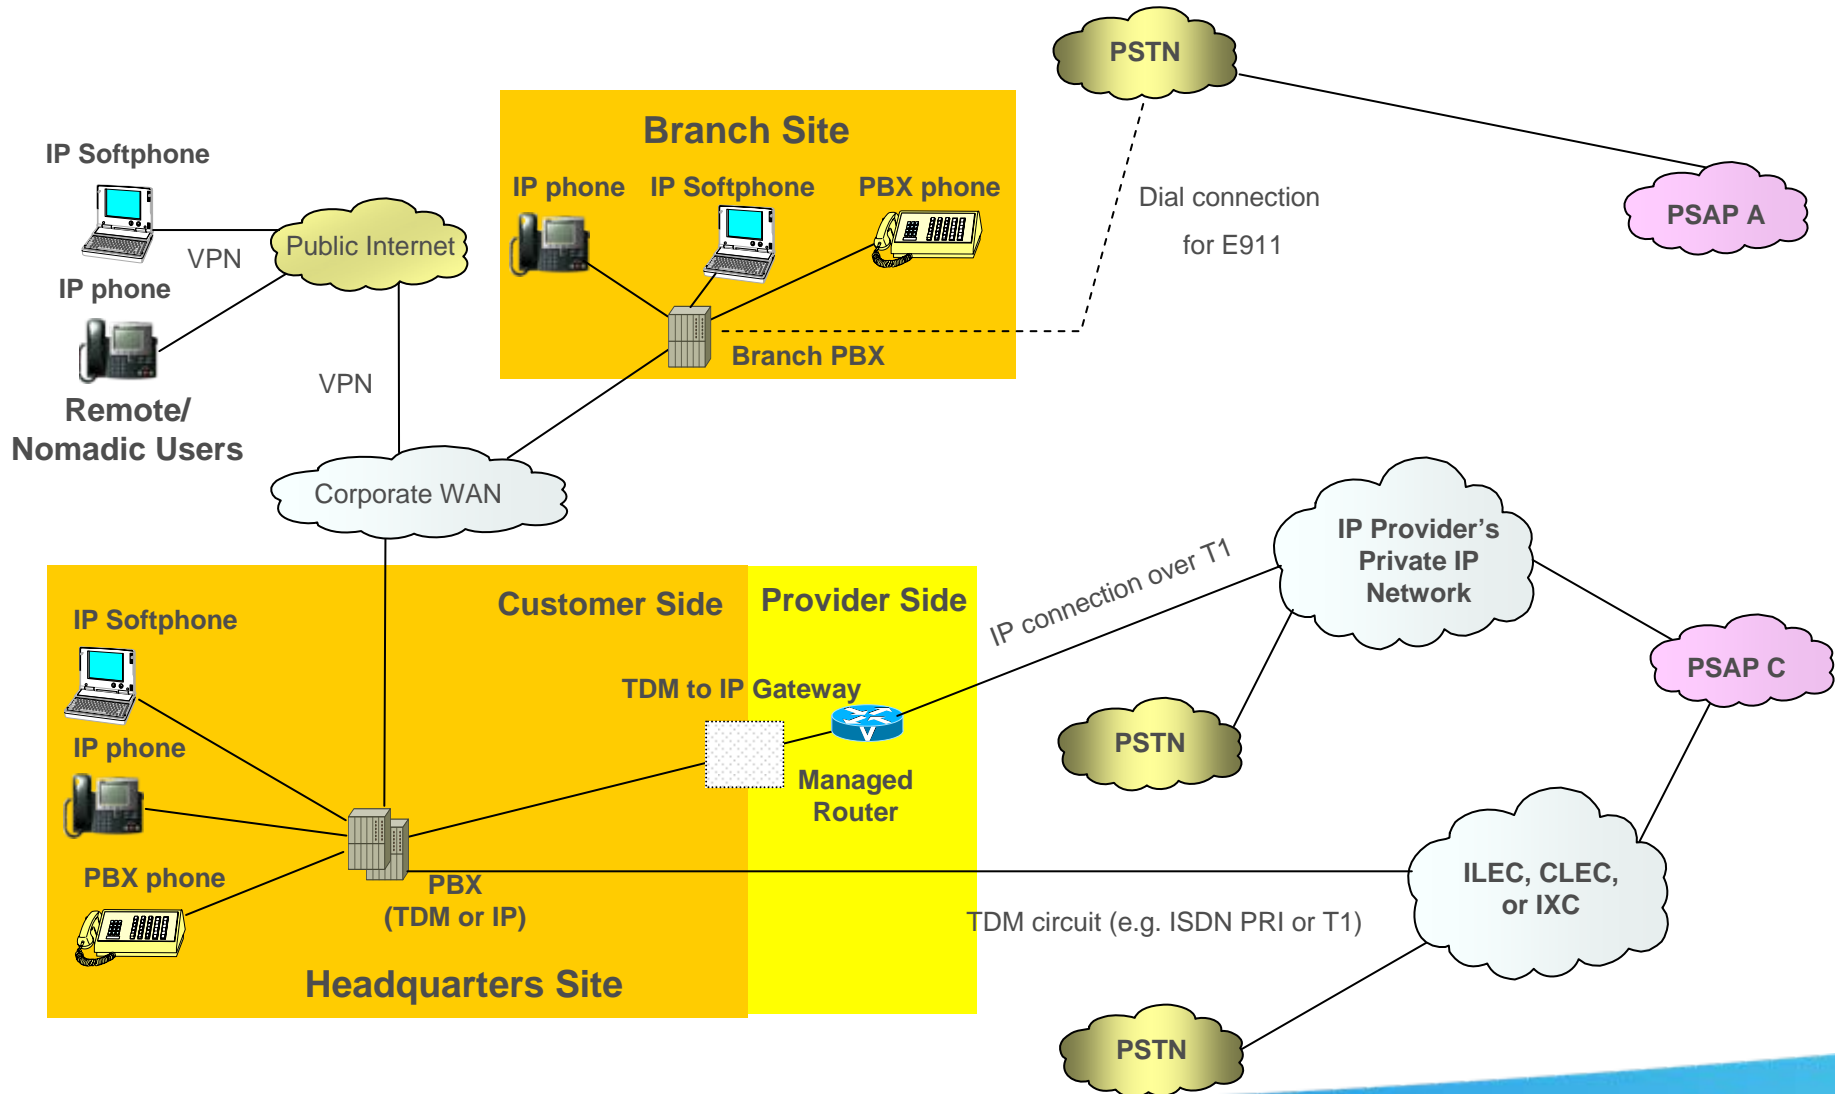 PSTN
Branch Site
IP Softphone
IP phone
IP Softphone
PBX phone
Dial connection
for E911
PSAP A
Public Internet
VPN
IP phone
Branch PBX
VPN
Remote/
Nomadic Users
Corporate WAN
IP Provider's
Private IP
Network
IP connection over T1
Customer Side
Provider Side
IP Softphone
PSAP C
TDM to IP Gateway
V
IP phone
PSTN
Managed
Router
PBX phone
PBX
(TDM or IP)
ILEC, CLEC,
or IXC
TDM circuit (e.g. ISDN PRI or T1)
Headquarters Site
PSTN